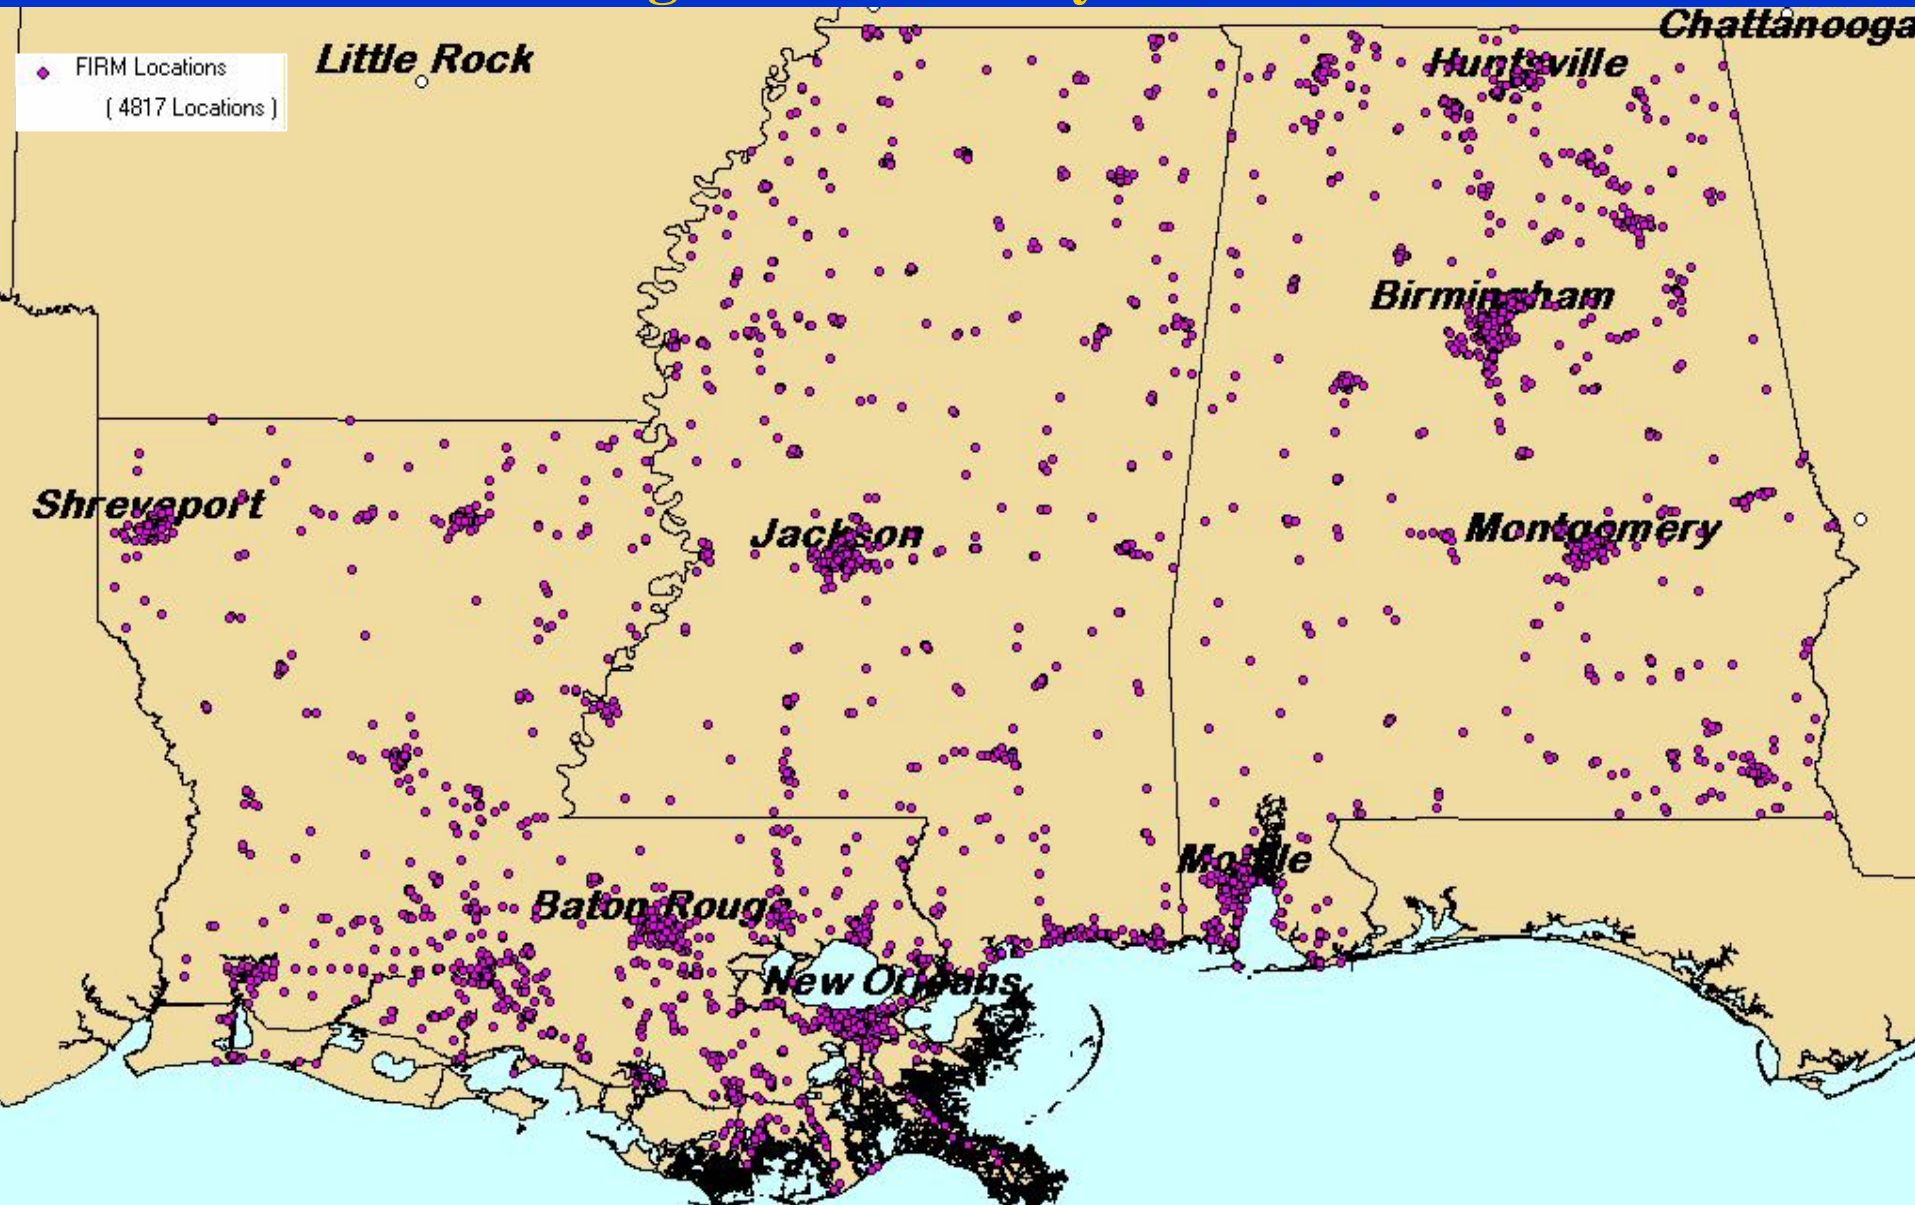 Chattanooga
Little Rock
Huntsville
FIRM Locations
( 4817 Locations )
Birmingham
Shreveport
Jackson
Montgomery
Mobile
Baton Rouge
New Orleans